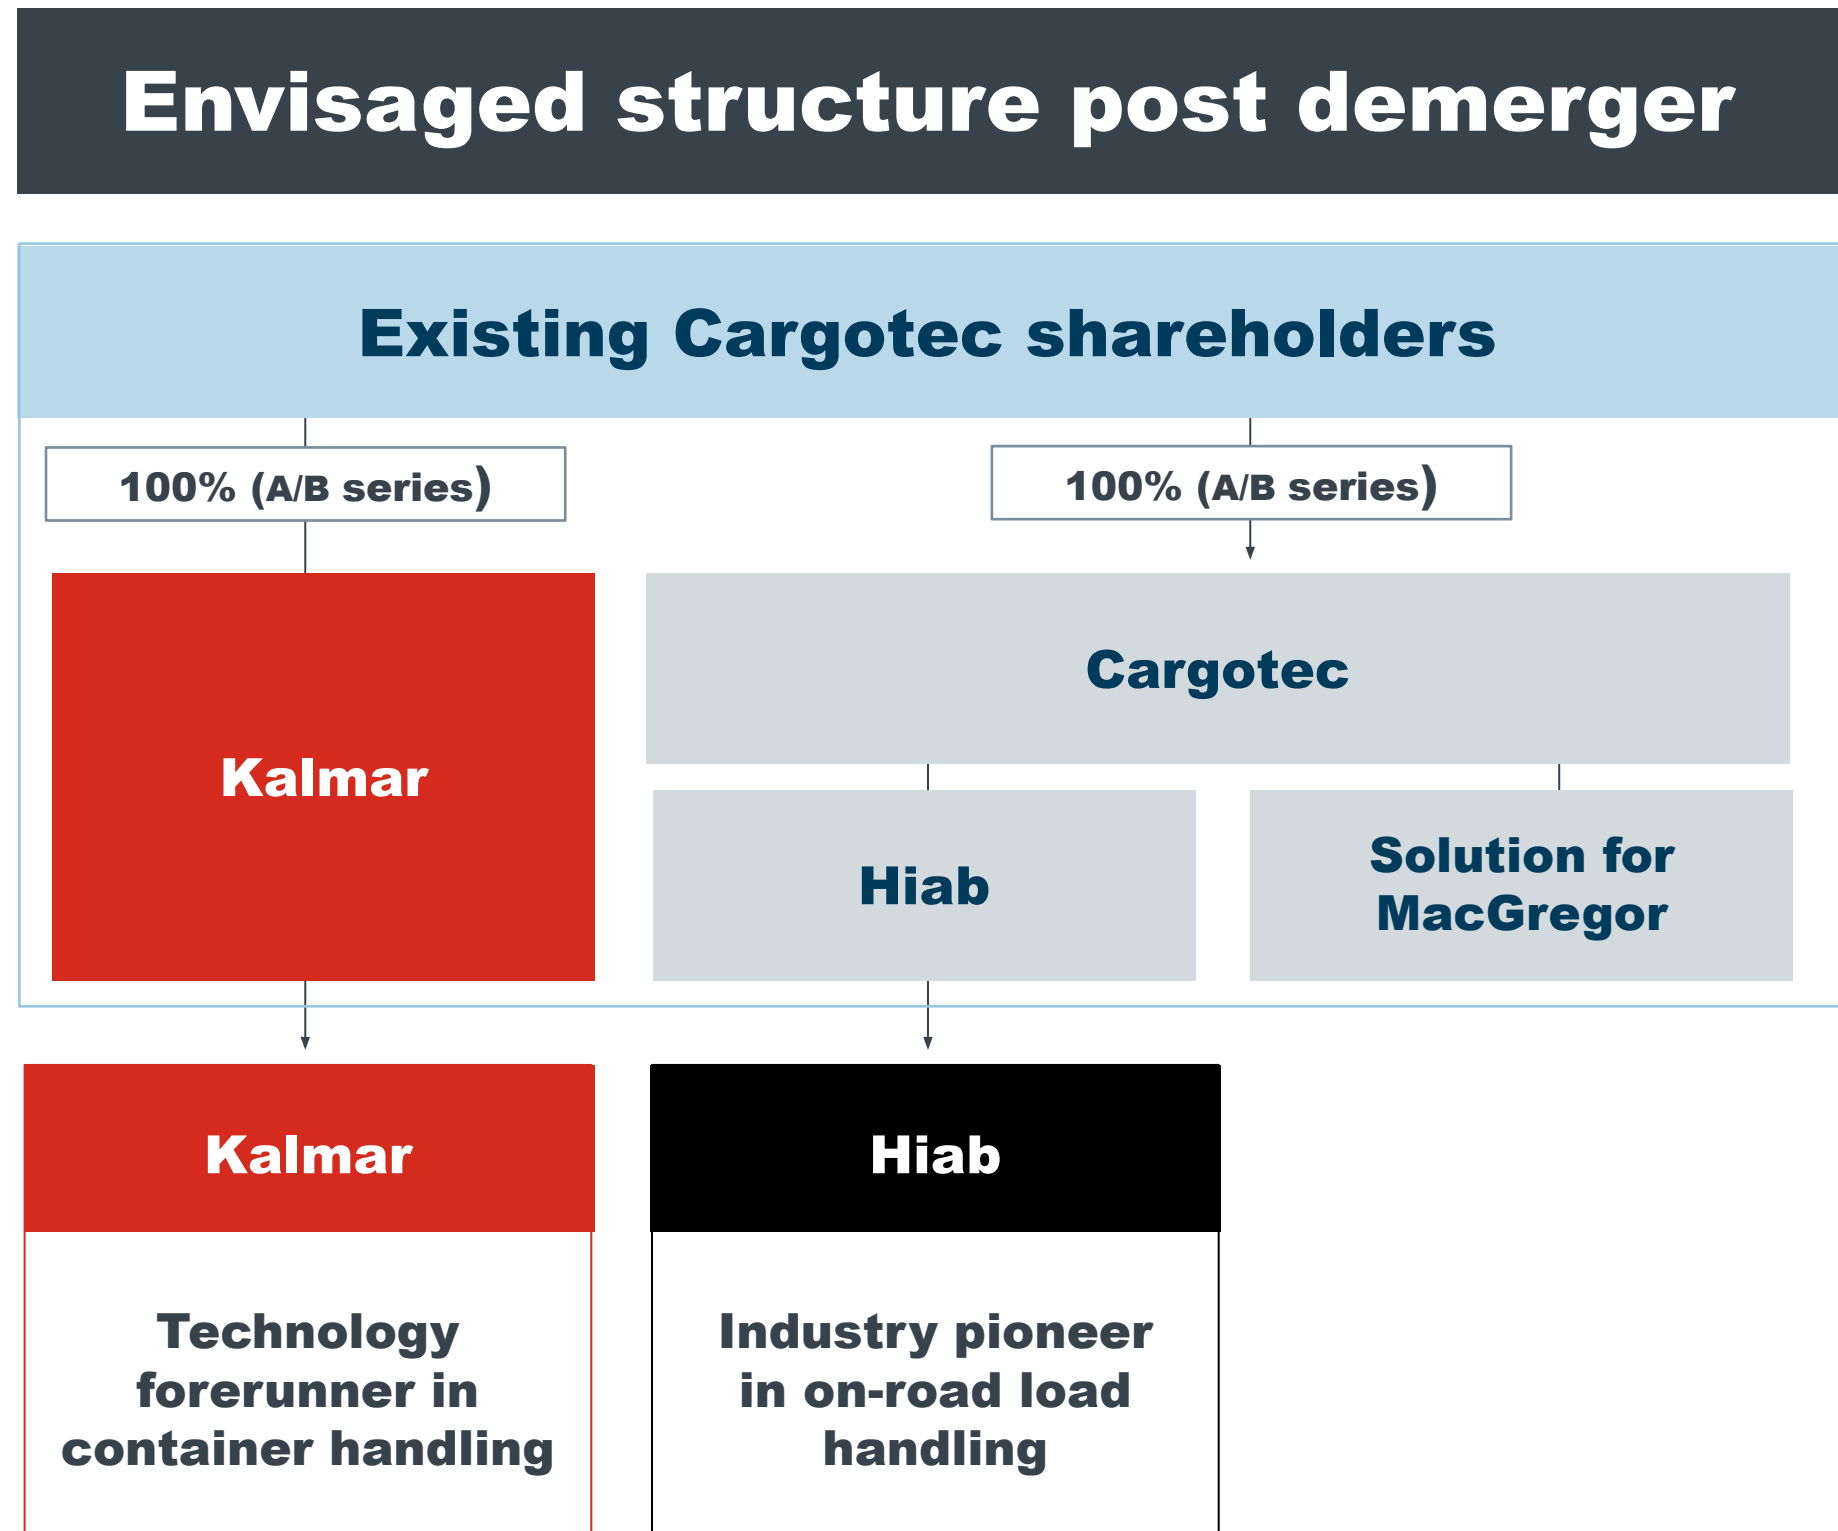 Envisaged structure post demerger
Existing Cargotec shareholders
100% (A/B series)
100% (A/B series)
Kalmar
Cargotec
Hiab
Solution for
MacGregor
Kalmar
Technology
forerunner in
container handling
Hiab
Industry pioneer
in on-road load
handling